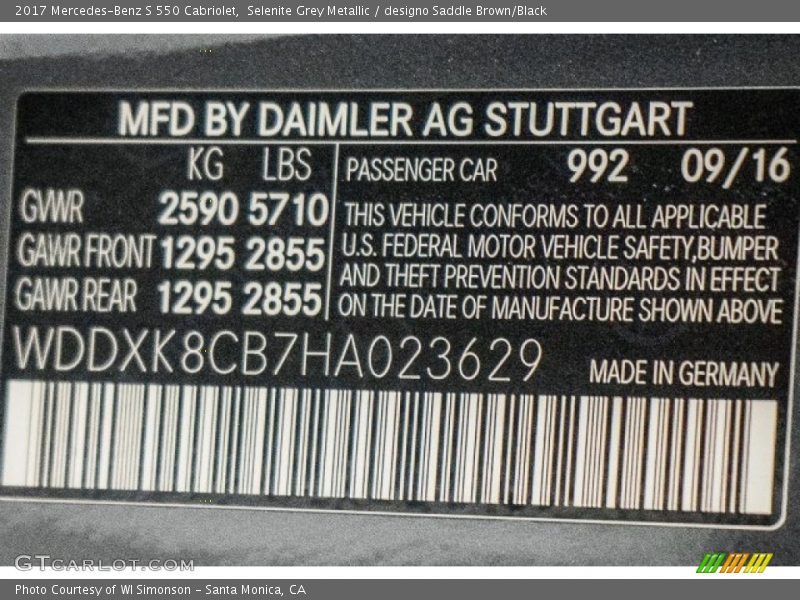 2017 Mercedes-Benz S 550 Cabriolet, Selenite Grey Metallic / designo Saddle Brown/Black
MFD BY DAIMLER AG STUTTGART
KG LBS
GVWR 2590 5710
GAWR FRONT 1295 2855
GAWR REAR 1295 2855
PASSENGER CAR 992 09/16
THIS VEHICLE CONFORMS TO ALL APPLICABLE
U.S. FEDERAL MOTOR VEHICLE SAFETY, BUMPER
AND THEFT PREVENTION STANDARDS IN EFFECT
ON THE DATE OF MANUFACTURE SHOWN ABOVE
WDDXK8CB7HA023629
MADE IN GERMANY
GTCARLOT.COM
Photo Courtesy of WI Simonson - Santa Monica, CA